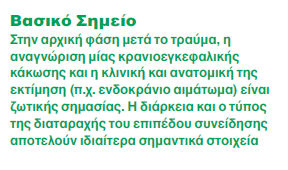 Βασικό Σημείο
Στην αρχική φάση μετά το τραύμα, η
αναγνώριση μίας κρανιοεγκεφαλικής
κάκωσης και η κλινική και ανατομική της
εκτίμηση (π.χ. ενδοκράνιο αιμάτωμα) είναι
ζωτικής σημασίας. Η διάρκεια και ο τύπος
της διαταραχής του επιπέδου συνείδησης
αποτελούν ιδιαίτερα σημαντικά στοιχεία